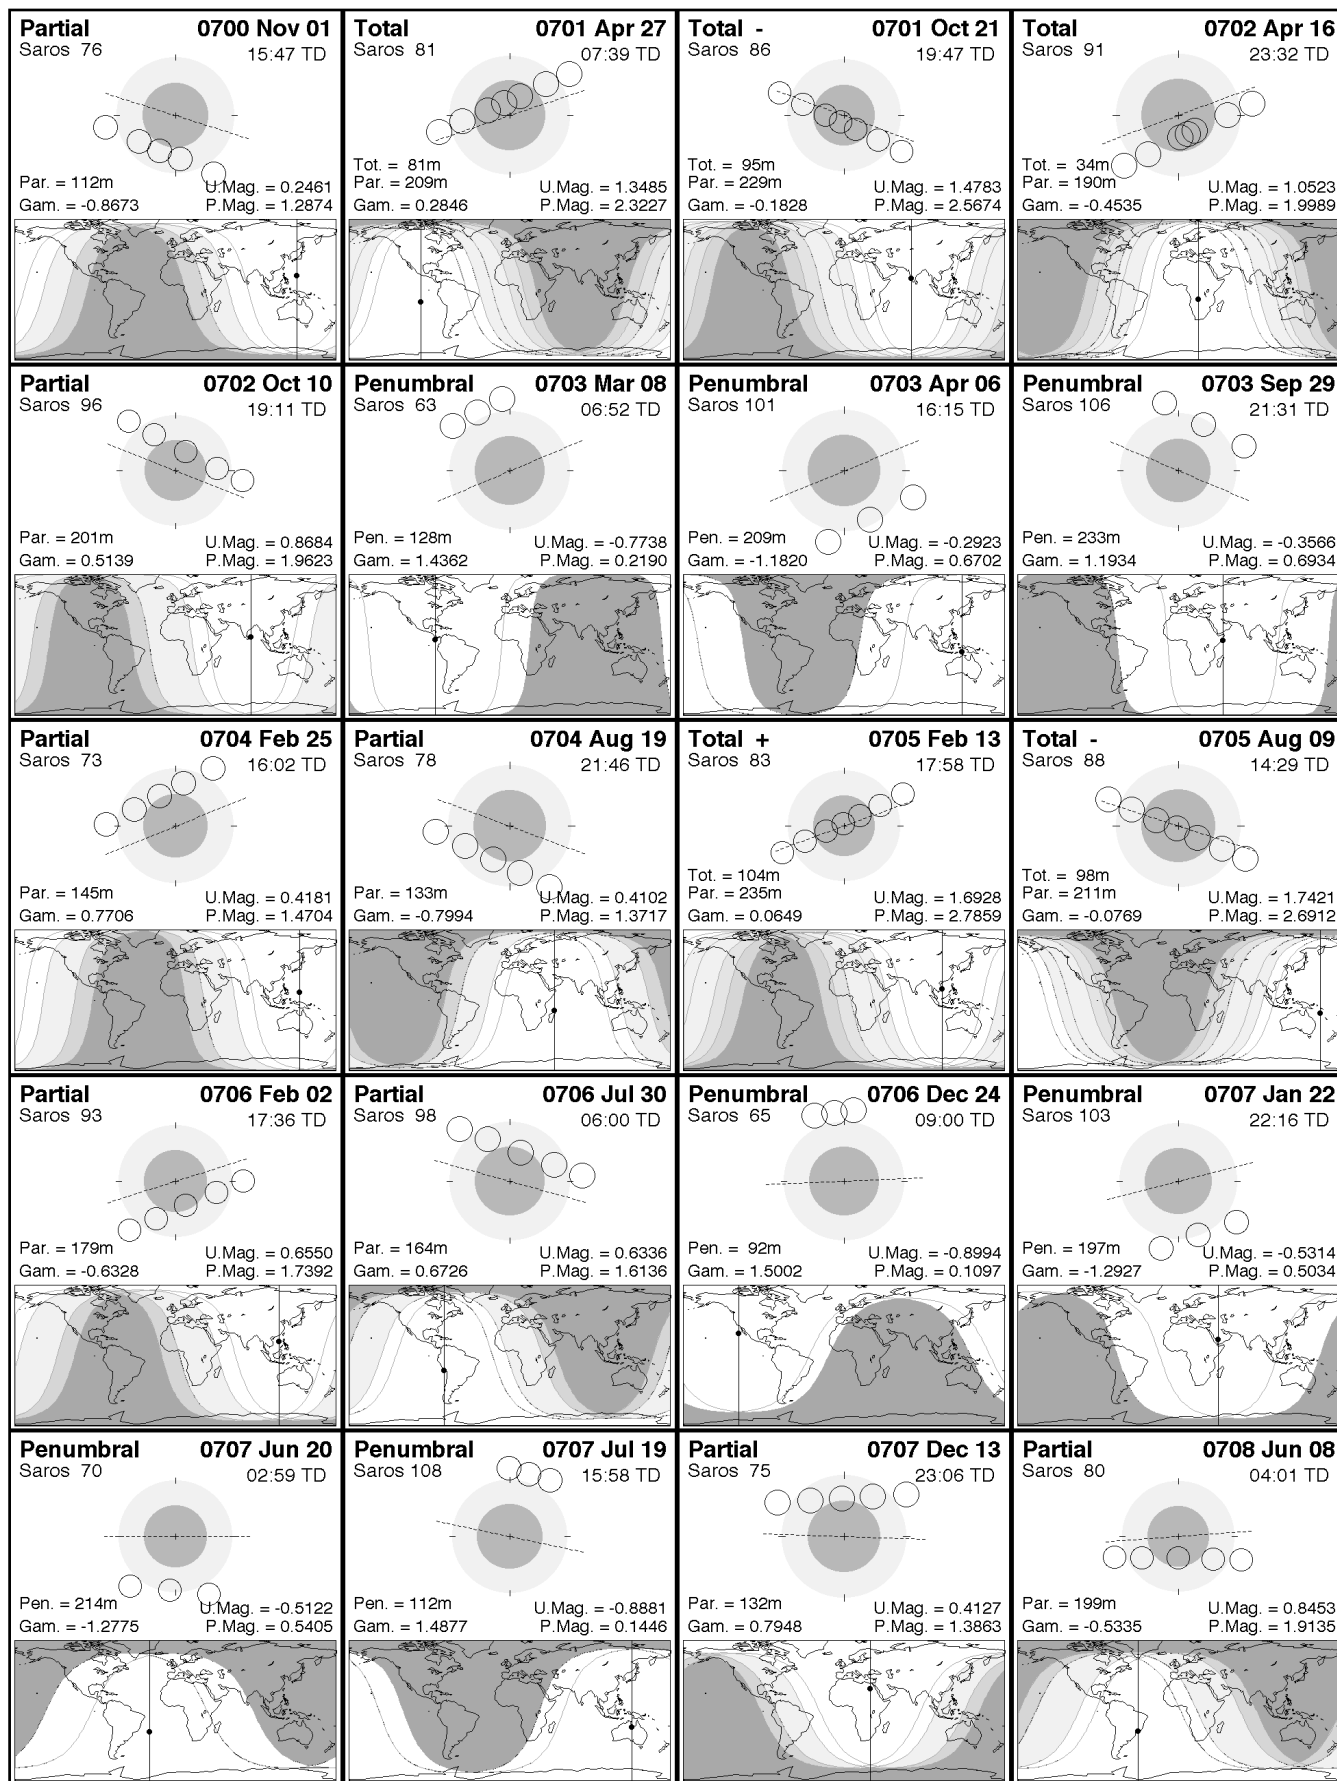 Partial 0700 Nov 01
Saros 76 15:47 TD
Par. = 112m U.Mag. = 0.2461
Gam. = -0.8673 P.Mag. = 1.2874
Total 0701 Apr 27
Saros 81 07:39 TD
Tot. = 81m
Par. = 209m U.Mag. = 1.3485
Gam. = 0.2846 P.Mag. = 2.3227
Total - 0701 Oct 21
Saros 86 19:47 TD
Tot. = 95m
Par. = 229m U.Mag. = 1.4783
Gam. = -0.1828 P.Mag. = 2.5674
Total 0702 Apr 16
Saros 91 23:32 TD
Tot. = 34m
Par. = 190m U.Mag. = 1.0523
Gam. = -0.4535 P.Mag. = 1.9989
Partial 0702 Oct 10
Saros 96 19:11 TD
Par. = 201m U.Mag. = 0.8684
Gam. = 0.5139 P.Mag. = 1.9623
Penumbral 0703 Mar 08
Saros 63 06:52 TD
Pen. = 128m U.Mag. = -0.7738
Gam. = 1.4362 P.Mag. = 0.2190
Penumbral 0703 Apr 06
Saros 101 16:15 TD
Pen. = 209m U.Mag. = -0.2923
Gam. = -1.1820 P.Mag. = 0.6702
Penumbral 0703 Sep 29
Saros 106 21:31 TD
Pen. = 233m U.Mag. = -0.3566
Gam. = 1.1934 P.Mag. = 0.6934
Partial 0704 Feb 25
Saros 73 16:02 TD
Par. = 145m U.Mag. = 0.4181
Gam. = 0.7706 P.Mag. = 1.4704
Partial 0704 Aug 19
Saros 78 21:46 TD
Par. = 133m U.Mag. = 0.4102
Gam. = -0.7994 P.Mag. = 1.3717
Total + 0705 Feb 13
Saros 83 17:58 TD
Tot. = 104m
Par. = 235m U.Mag. = 1.6928
Gam. = 0.0649 P.Mag. = 2.7859
Total - 0705 Aug 09
Saros 88 14:29 TD
Tot. = 98m
Par. = 211m U.Mag. = 1.7421
Gam. = -0.0769 P.Mag. = 2.6912
Partial 0706 Feb 02
Saros 93 17:36 TD
Par. = 179m U.Mag. = 0.6550
Gam. = -0.6328 P.Mag. = 1.7392
Partial 0706 Jul 30
Saros 98 06:00 TD
Par. = 164m U.Mag. = 0.6336
Gam. = 0.6726 P.Mag. = 1.6136
Penumbral 0706 Dec 24
Saros 65 09:00 TD
Pen. = 92m U.Mag. = -0.8994
Gam. = 1.5002 P.Mag. = 0.1097
Penumbral 0707 Jan 22
Saros 103 22:16 TD
Pen. = 197m U.Mag. = -0.5314
Gam. = -1.2927 P.Mag. = 0.5034
Penumbral 0707 Jun 20
Saros 70 02:59 TD
Pen. = 214m U.Mag. = -0.5122
Gam. = -1.2775 P.Mag. = 0.5405
Penumbral 0707 Jul 19
Saros 108 15:58 TD
Pen. = 112m U.Mag. = -0.8881
Gam. = 1.4877 P.Mag. = 0.1446
Partial 0707 Dec 13
Saros 75 23:06 TD
Par. = 132m U.Mag. = 0.4127
Gam. = 0.7948 P.Mag. = 1.3863
Partial 0708 Jun 08
Saros 80 04:01 TD
Par. = 199m U.Mag. = 0.8453
Gam. = -0.5335 P.Mag. = 1.9135